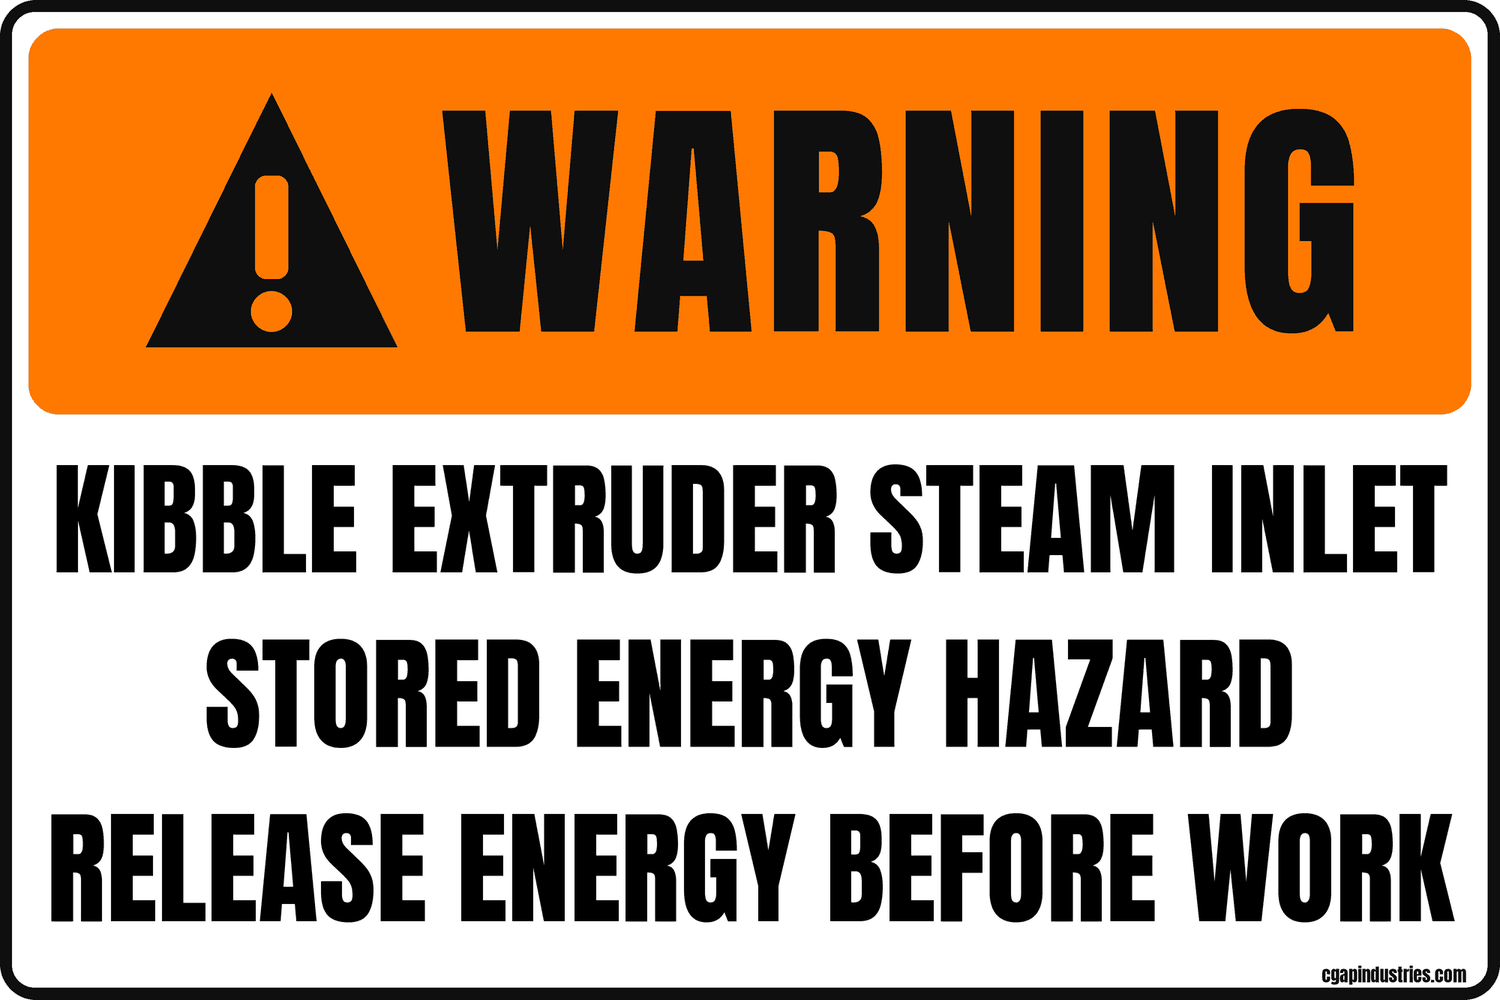 WARNING
KIBBLE EXTRUDER STEAM INLET
STORED ENERGY HAZARD
RELEASE ENERGY BEFORE WORK
cgapindustries.com